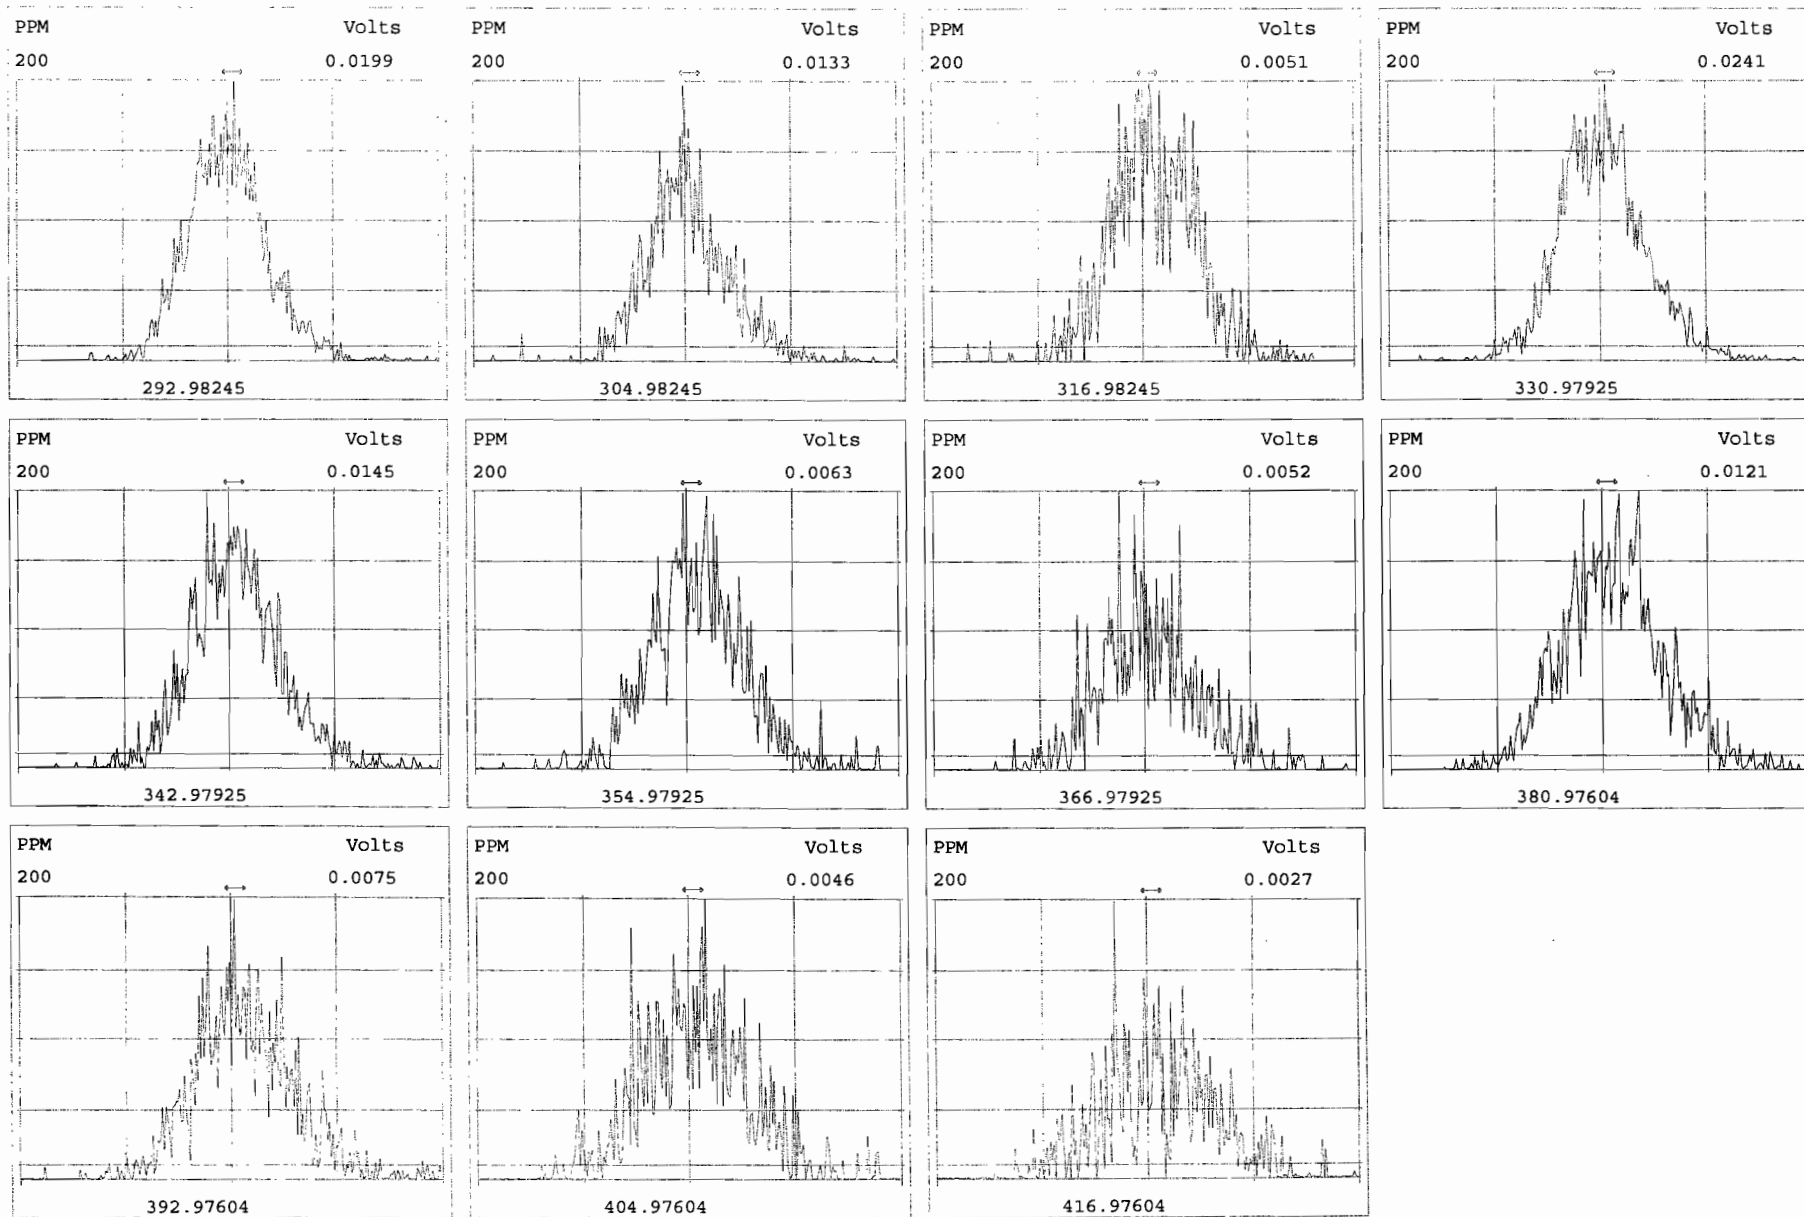 PPM Volts
200 0.0199
292.98245
PPM Volts
200 0.0133
304.98245
PPM Volts
200 0.0051
316.98245
PPM Volts
200 0.0241
330.97925
PPM Volts
200 0.0145
342.97925
PPM Volts
200 0.0063
354.97925
PPM Volts
200 0.0052
366.97925
PPM Volts
200 0.0121
380.97604
PPM Volts
200 0.0075
392.97604
PPM Volts
200 0.0046
404.97604
PPM Volts
200 0.0027
416.97604